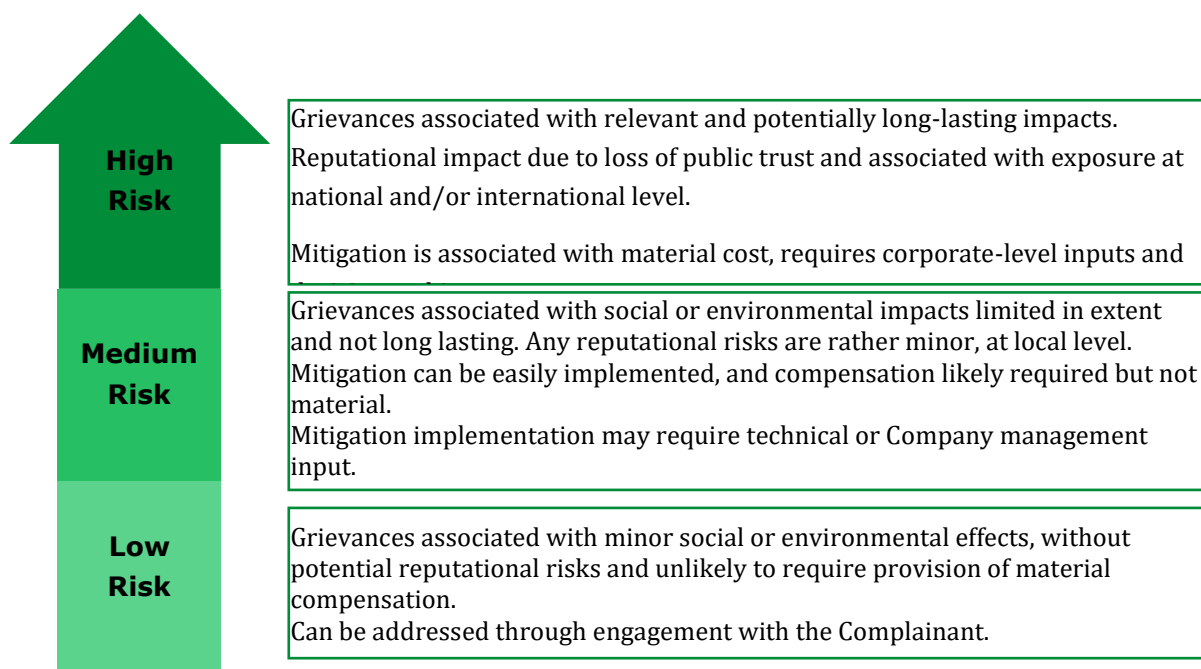 High
Risk
Grievances associated with relevant and potentially long-lasting impacts.
Reputational impact due to loss of public trust and associated with exposure at
national and/or international level.
Mitigation is associated with material cost, requires corporate-level inputs and
Medium
Risk
Grievances associated with social or environmental impacts limited in extent
and not long lasting. Any reputational risks are rather minor, at local level.
Mitigation can be easily implemented, and compensation likely required but not
material.
Mitigation implementation may require technical or Company management
input.
Low
Risk
Grievances associated with minor social or environmental effects, without
potential reputational risks and unlikely to require provision of material
compensation.
Can be addressed through engagement with the Complainant.